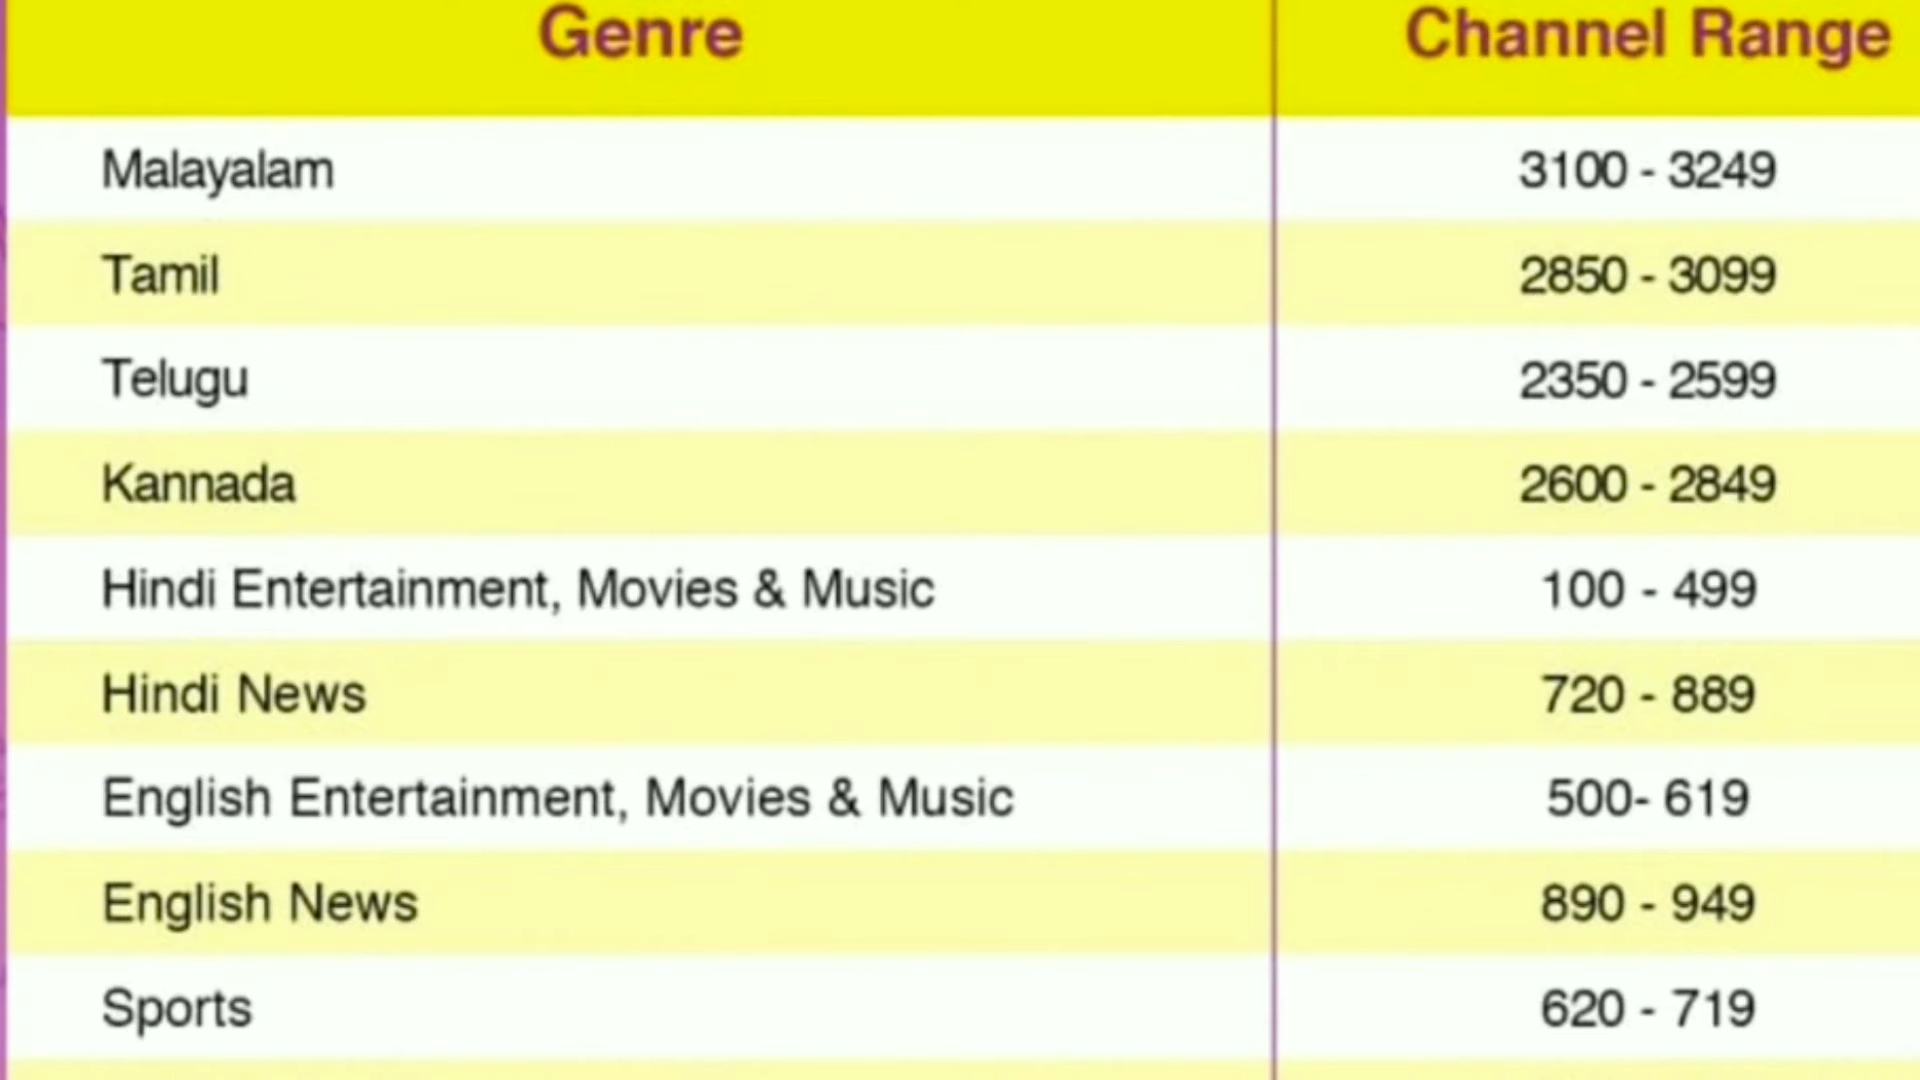 Genre Channel Range
Malayalam 3100 - 3249
Tamil 2850 - 3099
Telugu 2350 - 2599
Kannada 2600 - 2849
Hindi Entertainment, Movies & Music 100 - 499
Hindi News 720 - 889
English Entertainment, Movies & Music 500- 619
English News 890 - 949
Sports 620 - 719